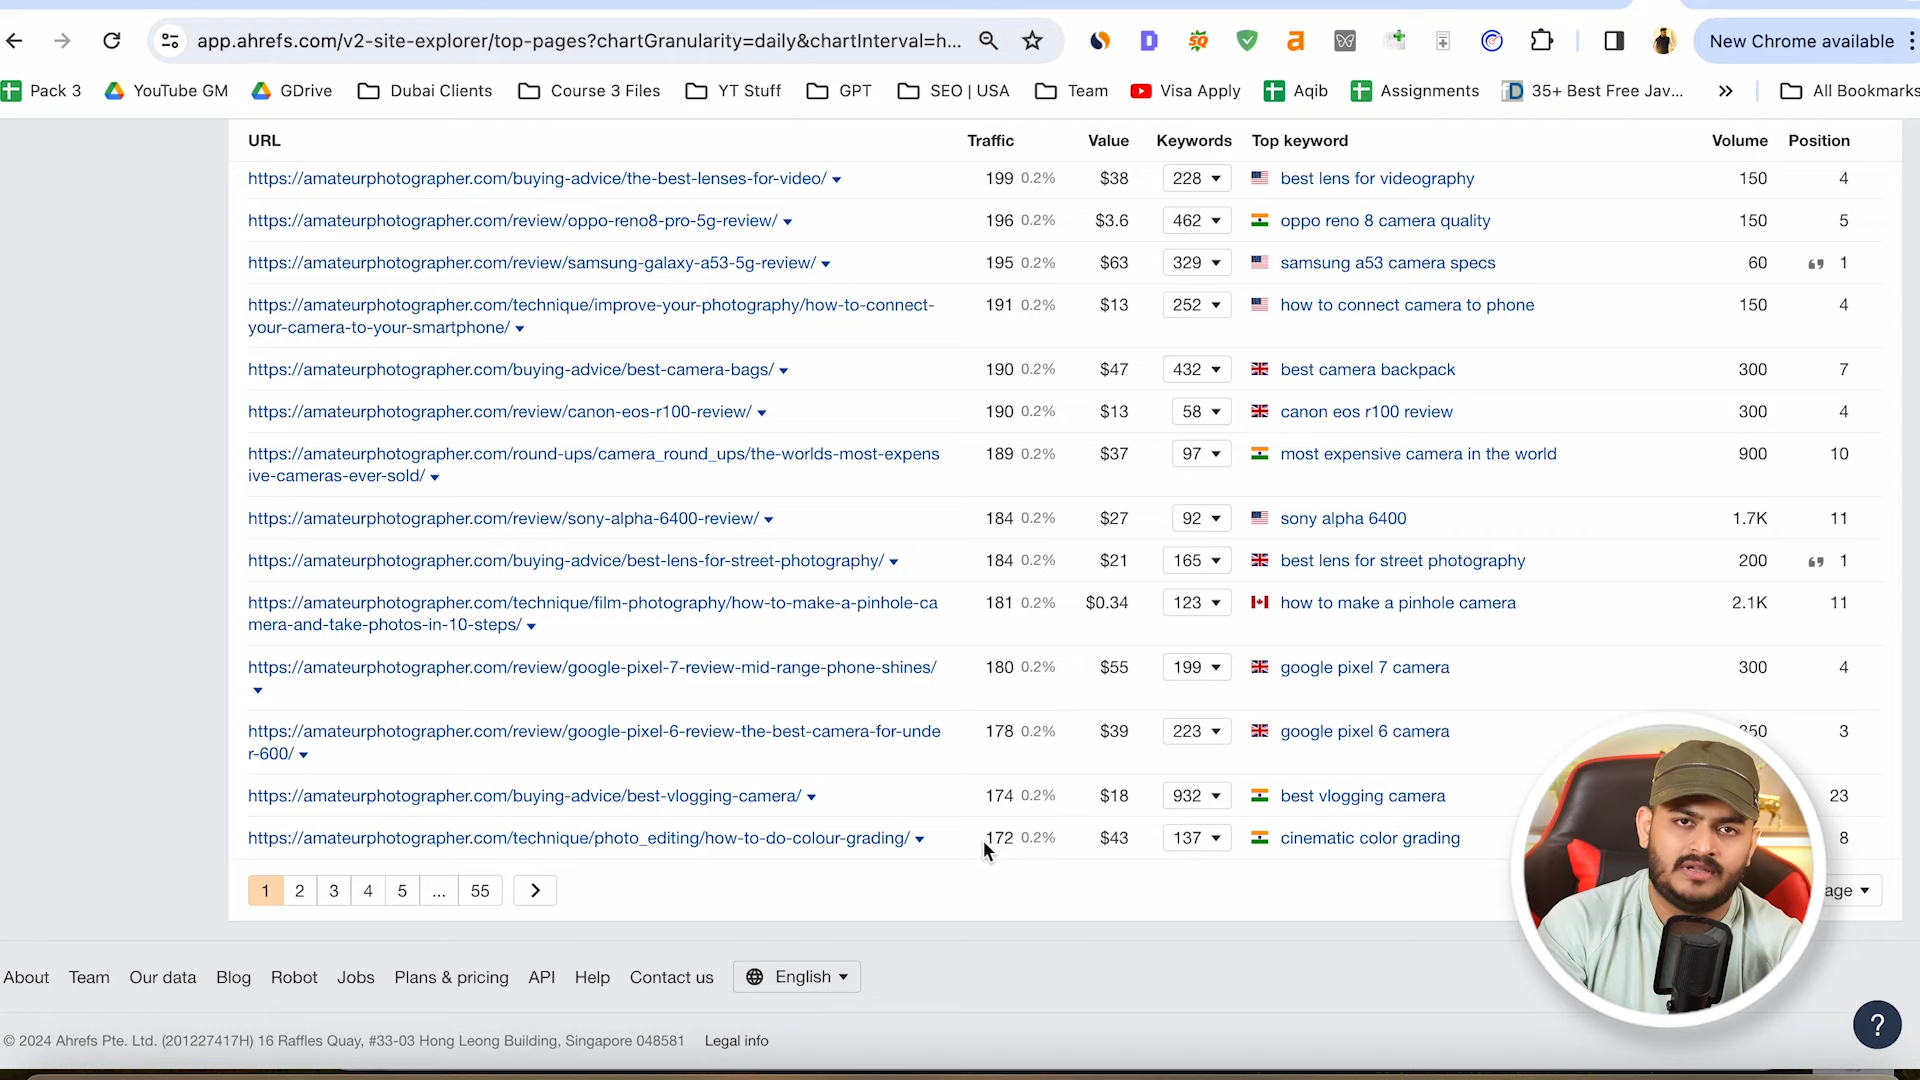 app.ahrefs.com/v2-site-explorer/top-pages?chartGranularity=daily&chartInterval=h...
New Chrome available
Pack 3
YouTube GM
GDrive
Dubai Clients
Course 3 Files
YT Stuff
GPT
SEO | USA
Team
Visa Apply
Aqib
Assignments
35+ Best Free Jav...
All Bookmarks
URL Traffic Value Keywords Top keyword Volume Position
https://amateurphotographer.com/buying-advice/the-best-lenses-for-video/ 199 0.2% $38 228 best lens for videography 150 4
https://amateurphotographer.com/review/oppo-reno8-pro-5g-review/ 196 0.2% $3.6 462 oppo reno 8 camera quality 150 5
https://amateurphotographer.com/review/samsung-galaxy-a53-5g-review/ 195 0.2% $63 329 samsung a53 camera specs 60 1
https://amateurphotographer.com/technique/improve-your-photography/how-to-connect- 191 0.2% $13 252 how to connect camera to phone 150 4
your-camera-to-your-smartphone/
https://amateurphotographer.com/buying-advice/best-camera-bags/ 190 0.2% $47 432 best camera backpack 300 7
https://amateurphotographer.com/review/canon-eos-r100-review/ 190 0.2% $13 58 canon eos r100 review 300 4
https://amateurphotographer.com/round-ups/camera_round_ups/the-worlds-most-expens 189 0.2% $37 97 most expensive camera in the world 900 10
ive-cameras-ever-sold/
https://amateurphotographer.com/review/sony-alpha-6400-review/ 184 0.2% $27 92 sony alpha 6400 1.7K 11
https://amateurphotographer.com/buying-advice/best-lens-for-street-photography/ 184 0.2% $21 165 best lens for street photography 200 1
https://amateurphotographer.com/technique/film-photography/how-to-make-a-pinhole-ca 181 0.2% $0.34 123 how to make a pinhole camera 2.1K 11
mera-and-take-photos-in-10-steps/
https://amateurphotographer.com/review/google-pixel-7-review-mid-range-phone-shines/ 180 0.2% $55 199 google pixel 7 camera 300 4
https://amateurphotographer.com/review/google-pixel-6-review-the-best-camera-for-unde 178 0.2% $39 223 google pixel 6 camera 3
r-600/
https://amateurphotographer.com/buying-advice/best-vlogging-camera/ 174 0.2% $18 932 best vlogging camera 23
https://amateurphotographer.com/technique/photo_editing/how-to-do-colour-grading/ 172 0.2% $43 137 cinematic color grading 8
1 2 3 4 5 ... 55
About Team Our data Blog Robot Jobs Plans & pricing API Help Contact us English
© 2024 Ahrefs Pte. Ltd. (201227417H) 16 Raffles Quay, #33-03 Hong Leong Building, Singapore 048581 Legal info
?